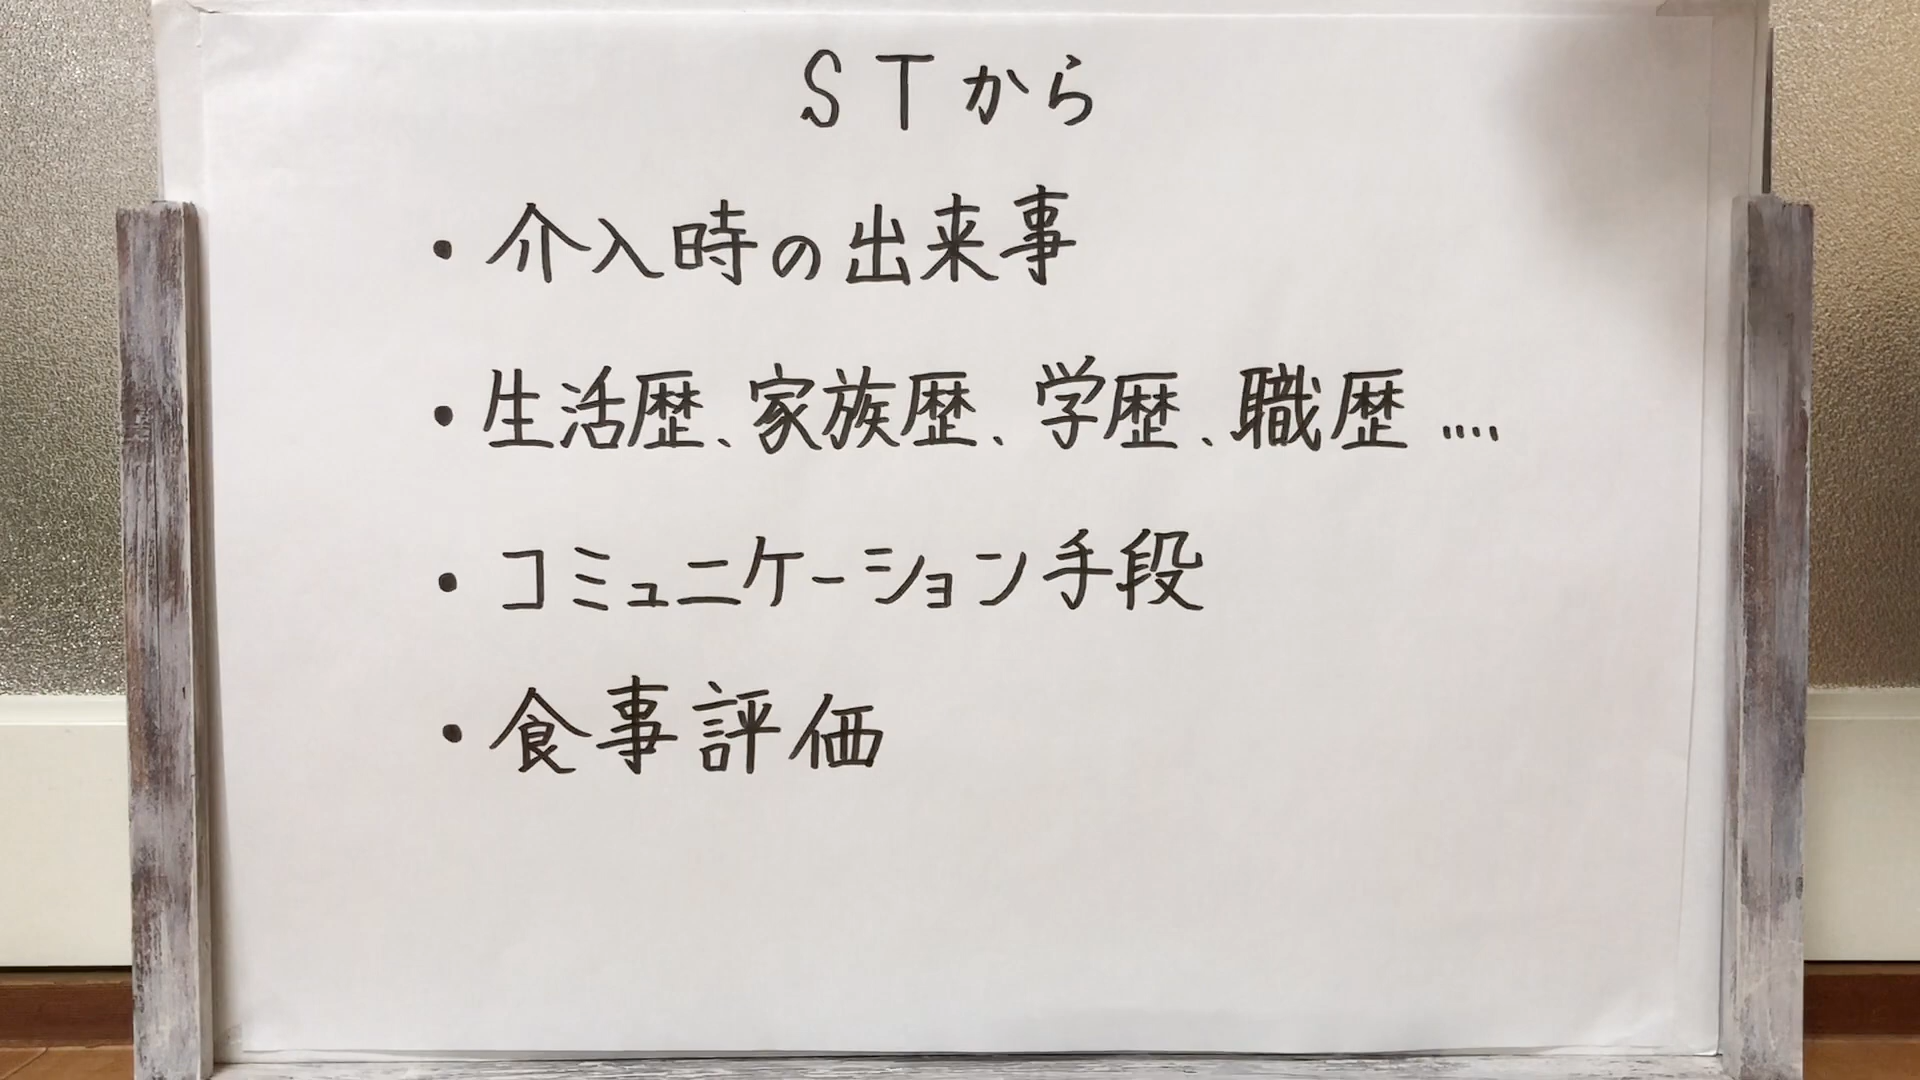 STから
・介入時の出来事
・生活歴、家族歴、学歴、職歴....
・コミュニケーション手段
・食事評価